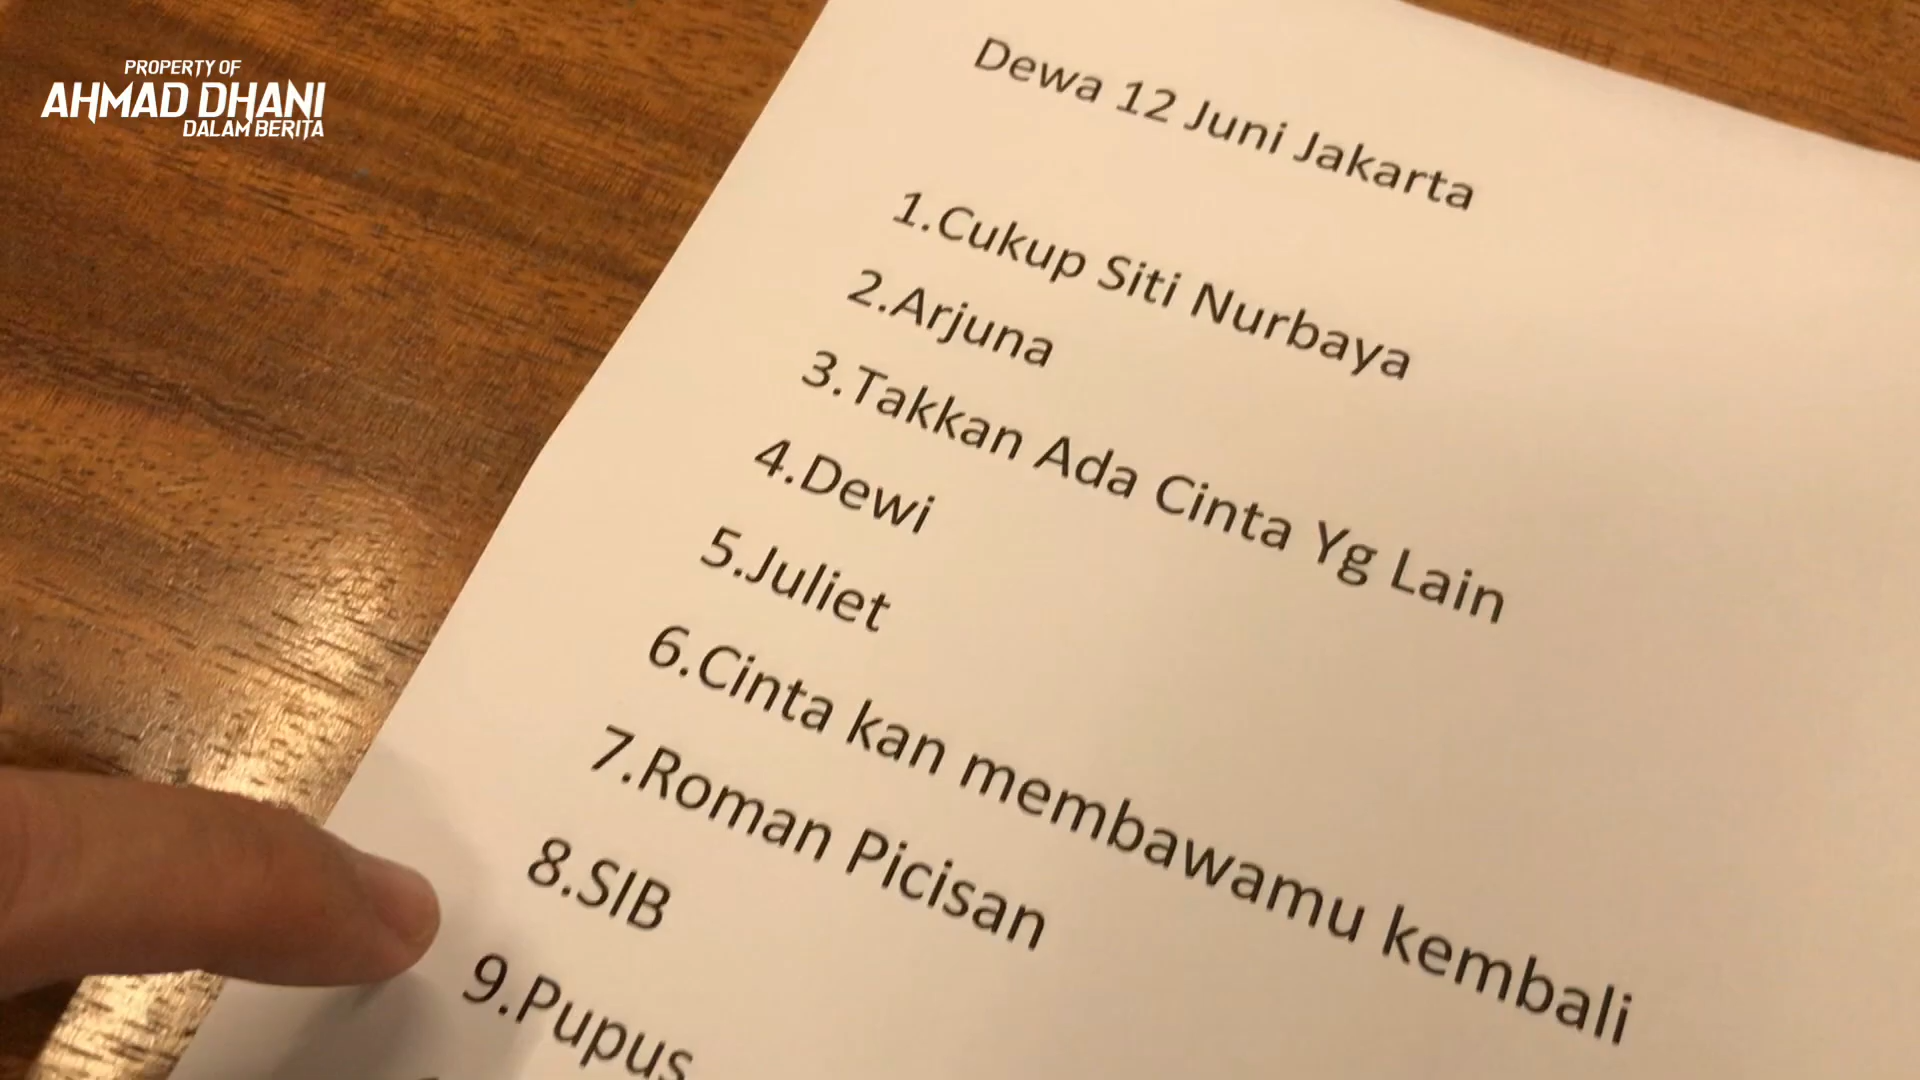 PROPERTY OF
AHMAD DHANI
DALAM BERITA
Dewa 12 Juni Jakarta
1.Cukup Siti Nurbaya
2.Arjuna
3.Takkan Ada Cinta Yg Lain
4.Dewi
5.Juliet
6.Cinta kan membawamu kembali
7.Roman Picisan
8.SIB
9.Pupus